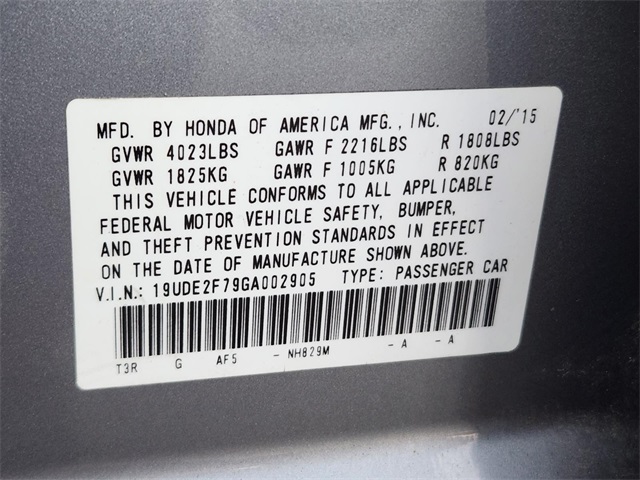 MFD. BY HONDA OF AMERICA MFG., INC. 02/'15
GVWR 4023LBS GAWR F 2216LBS R 1808LBS
GVWR 1825KG GAWR F 1005KG R 820KG
THIS VEHICLE CONFORMS TO ALL APPLICABLE
FEDERAL MOTOR VEHICLE SAFETY, BUMPER,
AND THEFT PREVENTION STANDARDS IN EFFECT
ON THE DATE OF MANUFACTURE SHOWN ABOVE.
V.I.N.: 19UDE2F79GA002905 TYPE: PASSENGER CAR
T3R G AF5 - NH829M - A - A